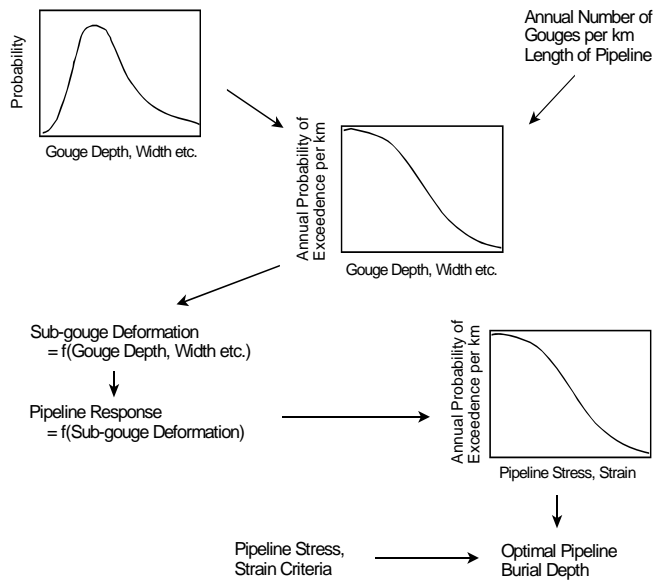 Probability
Gouge Depth, Width etc.
Annual Number of
Gouges per km
Length of Pipeline
Annual Probability of
Exceedence per km
Gouge Depth, Width etc.
Sub-gouge Deformation
= f(Gouge Depth, Width etc.)
Pipeline Response
= f(Sub-gouge Deformation)
Annual Probability of
Exceedence per km
Pipeline Stress, Strain
Pipeline Stress,
Strain Criteria
Optimal Pipeline
Burial Depth